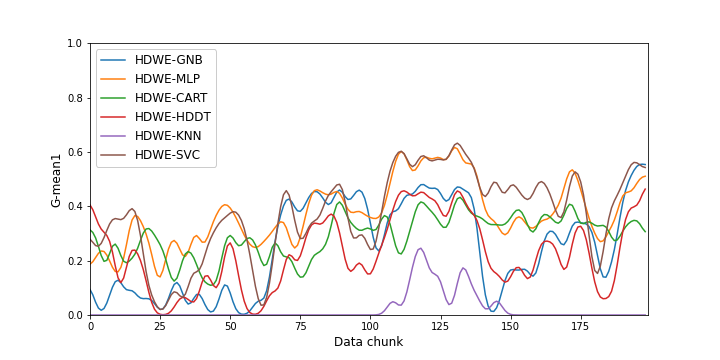 1.0
0.8
0.6
0.4
0.2
0.0
G-mean1
HDWE-GNB
HDWE-MLP
HDWE-CART
HDWE-HDDT
HDWE-KNN
HDWE-SVC
0 25 50 75 100 125 150 175
Data chunk